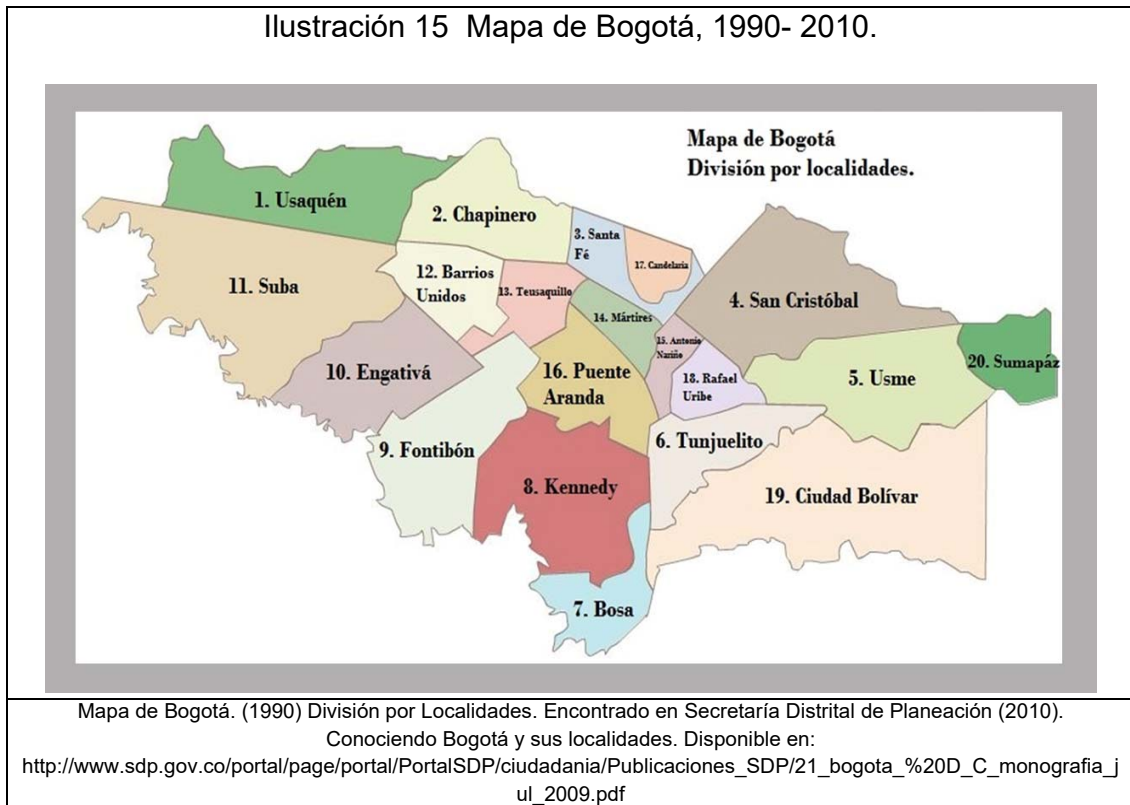 Ilustración 15 Mapa de Bogotá, 1990- 2010.
Mapa de Bogotá
División por localidades.
1. Usaquén
2. Chapinero
3. Santa
Fé
17. Candelaria
11. Suba
12. Barrios
Unidos
13. Teusaquillo
14. Mártires
4. San Cristóbal
15. Antonio
Nariño
10. Engativá
16. Puente
Aranda
18. Rafael
Uribe
5. Usme
20. Sumapáz
9. Fontibón
6. Tunjuelito
8. Kennedy
19. Ciudad Bolívar
7. Bosa
Mapa de Bogotá. (1990) División por Localidades. Encontrado en Secretaría Distrital de Planeación (2010).
Conociendo Bogotá y sus localidades. Disponible en:
http://www.sdp.gov.co/portal/page/portal/PortalSDP/ciudadania/Publicaciones_SDP/21_bogota_%20D_C_monografia_j
ul_2009.pdf